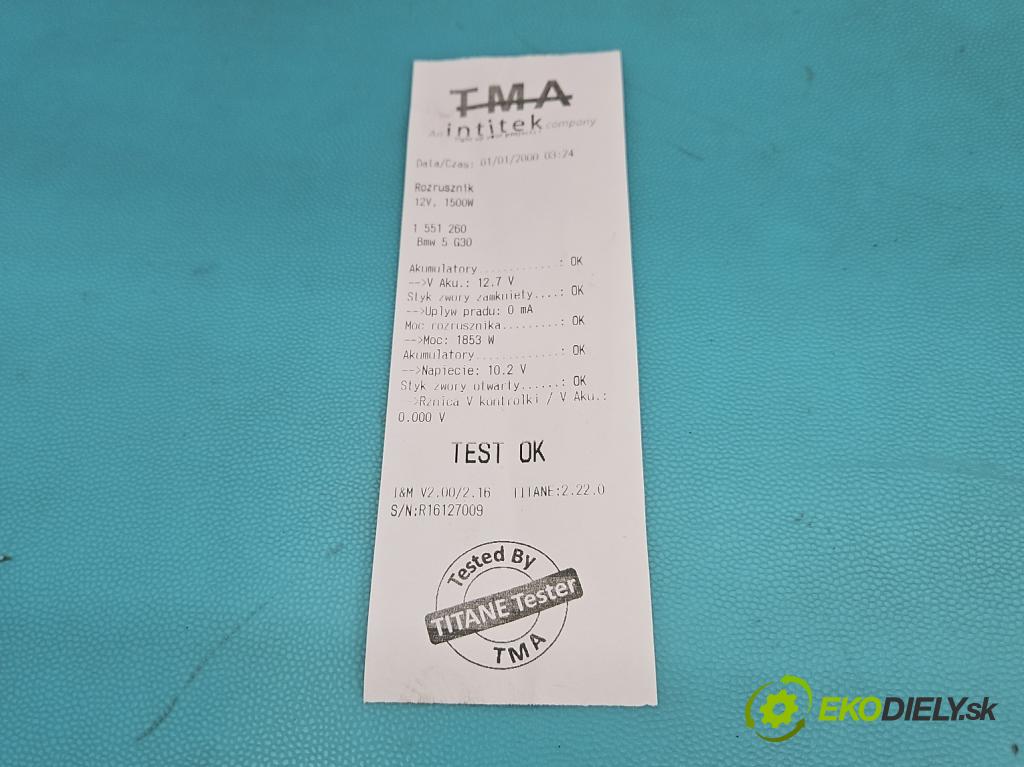 TMA
An intitek company
Data/Czas: 01/01/2000 03:24
Rozrusznik
12V, 1500W
1 551 260
Bmw 5 G30
Akumulatory............: OK
-->V Aku.: 12.7 V
Styk zwory zamkniety....: OK
-->Uplyw pradu: 0 mA
Moc rozrusznika.........: OK
-->Moc: 1853 W
Akumulatory............: OK
-->Napiecie: 10.2 V
Styk zwory otwarty......: OK
-->Rznica V kontrolki / V Aku.:
0.000 V
TEST OK
I&M V2.00/2.16 TITANE:2.22.0
S/N:R16127009
Tested By
TITANE Tester
TMA
EKODIELY.sk